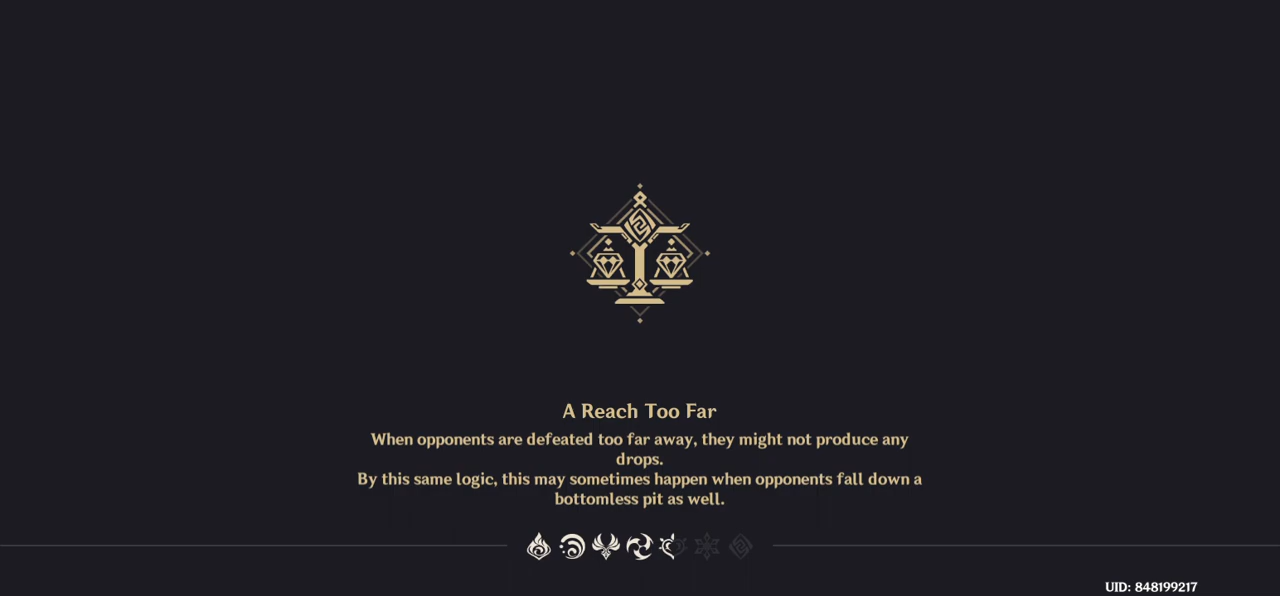 A Reach Too Far
When opponents are defeated too far away, they might not produce any
drops.
By this same logic, this may sometimes happen when opponents fall down a
bottomless pit as well.
UID: 848199217